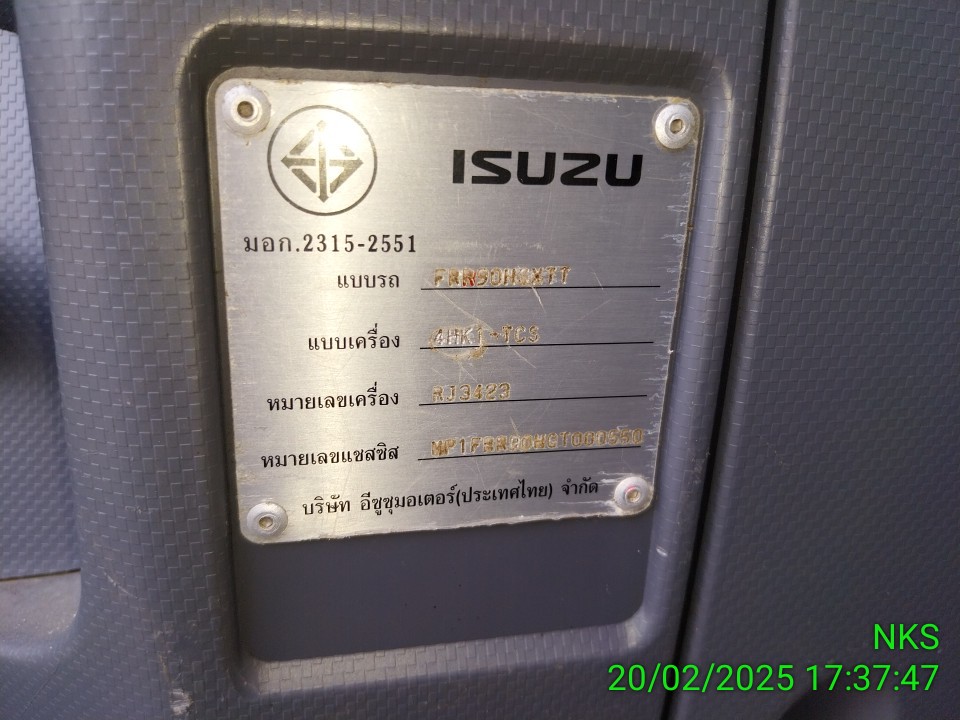 ISUZU
มอก.2315-2551
แบบรถ
แบบเครื่อง 4HK1-TCS
หมายเลขเครื่อง RJ3423
หมายเลขแชสซิส
บริษัท อีซูซุมอเตอร์(ประเทศไทย) จำกัด
NKS
20/02/2025 17:37:47